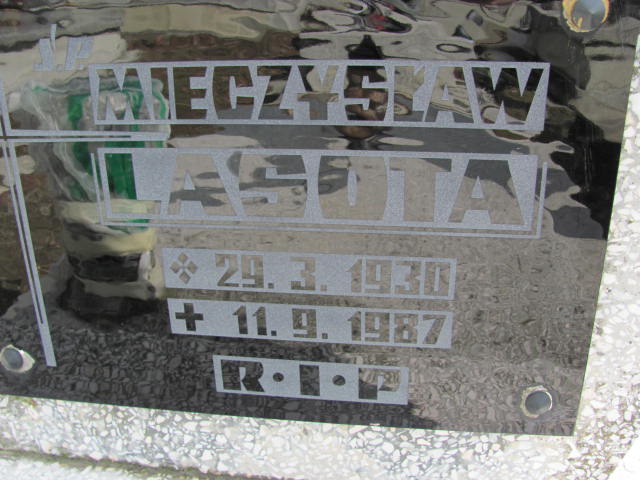 Ś.P
MIECZYSŁAW
LASOTA
29. 3. 1930
11. 9. 1987
R•I•P